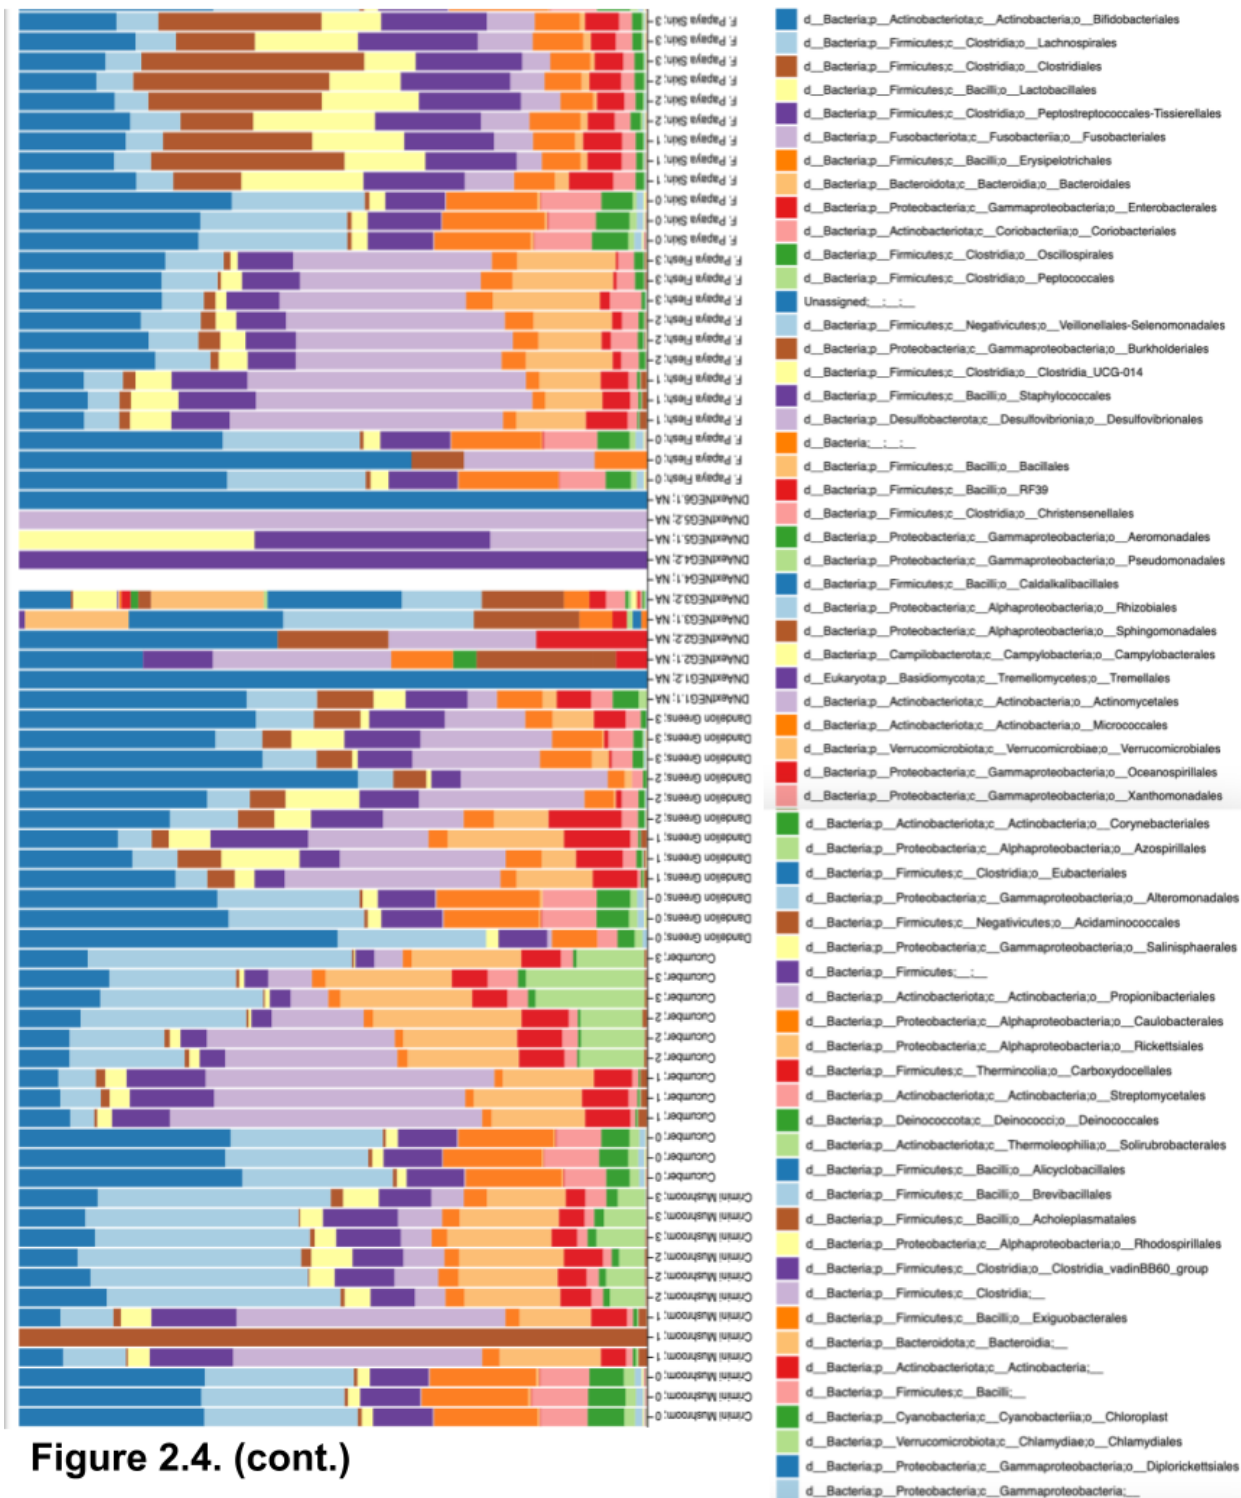 F. Papaya Skin; 3
F. Papaya Skin; 3
F. Papaya Skin; 3
F. Papaya Skin; 2
F. Papaya Skin; 2
F. Papaya Skin; 2
F. Papaya Skin; 1
F. Papaya Skin; 1
F. Papaya Skin; 1
F. Papaya Skin; 0
F. Papaya Skin; 0
F. Papaya Skin; 0
F. Papaya Flesh; 3
F. Papaya Flesh; 3
F. Papaya Flesh; 3
F. Papaya Flesh; 2
F. Papaya Flesh; 2
F. Papaya Flesh; 2
F. Papaya Flesh; 1
F. Papaya Flesh; 1
F. Papaya Flesh; 1
F. Papaya Flesh; 0
F. Papaya Flesh; 0
F. Papaya Flesh; 0
DNAextNEG6.1; NA
DNAextNEG5.2; NA
DNAextNEG5.1; NA
DNAextNEG4.2; NA
DNAextNEG4.1; NA
DNAextNEG3.2; NA
DNAextNEG3.1; NA
DNAextNEG2.2; NA
DNAextNEG2.1; NA
DNAextNEG1.2; NA
DNAextNEG1.1; NA
Dandelion Greens; 3
Dandelion Greens; 3
Dandelion Greens; 3
Dandelion Greens; 2
Dandelion Greens; 2
Dandelion Greens; 2
Dandelion Greens; 1
Dandelion Greens; 1
Dandelion Greens; 1
Dandelion Greens; 0
Dandelion Greens; 0
Dandelion Greens; 0
Cucumber; 3
Cucumber; 3
Cucumber; 3
Cucumber; 2
Cucumber; 2
Cucumber; 2
Cucumber; 1
Cucumber; 1
Cucumber; 1
Cucumber; 0
Cucumber; 0
Cucumber; 0
Crimini Mushroom; 3
Crimini Mushroom; 3
Crimini Mushroom; 3
Crimini Mushroom; 2
Crimini Mushroom; 2
Crimini Mushroom; 2
Crimini Mushroom; 1
Crimini Mushroom; 1
Crimini Mushroom; 1
Crimini Mushroom; 0
Crimini Mushroom; 0
Crimini Mushroom; 0
Figure 2.4. (cont.)
d__Bacteria;p__Actinobacteriota;c__Actinobacteria;o__Bifidobacteriales
d__Bacteria;p__Firmicutes;c__Clostridia;o__Lachnospirales
d__Bacteria;p__Firmicutes;c__Clostridia;o__Clostridiales
d__Bacteria;p__Firmicutes;c__Bacilli;o__Lactobacillales
d__Bacteria;p__Firmicutes;c__Clostridia;o__Peptostreptococcales-Tissierellales
d__Bacteria;p__Fusobacteriota;c__Fusobacteriia;o__Fusobacteriales
d__Bacteria;p__Firmicutes;c__Bacilli;o__Erysipelotrichales
d__Bacteria;p__Bacteroidota;c__Bacteroidia;o__Bacteroidales
d__Bacteria;p__Proteobacteria;c__Gammaproteobacteria;o__Enterobacterales
d__Bacteria;p__Actinobacteriota;c__Coriobacteriia;o__Coriobacteriales
d__Bacteria;p__Firmicutes;c__Clostridia;o__Oscillospirales
d__Bacteria;p__Firmicutes;c__Clostridia;o__Peptococcales
Unassigned;__;__;__
d__Bacteria;p__Firmicutes;c__Negativicutes;o__Veillonellales-Selenomonadales
d__Bacteria;p__Proteobacteria;c__Gammaproteobacteria;o__Burkholderiales
d__Bacteria;p__Firmicutes;c__Clostridia;o__Clostridia_UCG-014
d__Bacteria;p__Firmicutes;c__Bacilli;o__Staphylococcales
d__Bacteria;p__Desulfobacterota;c__Desulfovibrionia;o__Desulfovibrionales
d__Bacteria;__;__;__
d__Bacteria;p__Firmicutes;c__Bacilli;o__Bacillales
d__Bacteria;p__Firmicutes;c__Bacilli;o__RF39
d__Bacteria;p__Firmicutes;c__Clostridia;o__Christensenellales
d__Bacteria;p__Proteobacteria;c__Gammaproteobacteria;o__Aeromonadales
d__Bacteria;p__Proteobacteria;c__Gammaproteobacteria;o__Pseudomonadales
d__Bacteria;p__Firmicutes;c__Bacilli;o__Caldalkalibacillales
d__Bacteria;p__Proteobacteria;c__Alphaproteobacteria;o__Rhizobiales
d__Bacteria;p__Proteobacteria;c__Alphaproteobacteria;o__Sphingomonadales
d__Bacteria;p__Campilobacterota;c__Campylobacteria;o__Campylobacterales
d__Eukaryota;p__Basidiomycota;c__Tremellomycetes;o__Tremellales
d__Bacteria;p__Actinobacteriota;c__Actinobacteria;o__Actinomycetales
d__Bacteria;p__Actinobacteriota;c__Actinobacteria;o__Micrococcales
d__Bacteria;p__Verrucomicrobiota;c__Verrucomicrobiae;o__Verrucomicrobiales
d__Bacteria;p__Proteobacteria;c__Gammaproteobacteria;o__Oceanospirillales
d__Bacteria;p__Proteobacteria;c__Gammaproteobacteria;o__Xanthomonadales
d__Bacteria;p__Actinobacteriota;c__Actinobacteria;o__Corynebacteriales
d__Bacteria;p__Proteobacteria;c__Alphaproteobacteria;o__Azospirillales
d__Bacteria;p__Firmicutes;c__Clostridia;o__Eubacteriales
d__Bacteria;p__Proteobacteria;c__Gammaproteobacteria;o__Alteromonadales
d__Bacteria;p__Firmicutes;c__Negativicutes;o__Acidaminococcales
d__Bacteria;p__Proteobacteria;c__Gammaproteobacteria;o__Salinisphaerales
d__Bacteria;p__Firmicutes;__;__
d__Bacteria;p__Actinobacteriota;c__Actinobacteria;o__Propionibacteriales
d__Bacteria;p__Proteobacteria;c__Alphaproteobacteria;o__Caulobacterales
d__Bacteria;p__Proteobacteria;c__Alphaproteobacteria;o__Rickettsiales
d__Bacteria;p__Firmicutes;c__Thermincolia;o__Carboxydocellales
d__Bacteria;p__Actinobacteriota;c__Actinobacteria;o__Streptomycetales
d__Bacteria;p__Deinococcota;c__Deinococci;o__Deinococcales
d__Bacteria;p__Actinobacteriota;c__Thermoleophilia;o__Solirubrobacterales
d__Bacteria;p__Firmicutes;c__Bacilli;o__Alicyclobacillales
d__Bacteria;p__Firmicutes;c__Bacilli;o__Brevibacillales
d__Bacteria;p__Firmicutes;c__Bacilli;o__Acholeplasmatales
d__Bacteria;p__Proteobacteria;c__Alphaproteobacteria;o__Rhodospirillales
d__Bacteria;p__Firmicutes;c__Clostridia;o__Clostridia_vadinBB60_group
d__Bacteria;p__Firmicutes;c__Clostridia;__
d__Bacteria;p__Firmicutes;c__Bacilli;o__Exiguobacterales
d__Bacteria;p__Bacteroidota;c__Bacteroidia;__
d__Bacteria;p__Actinobacteriota;c__Actinobacteria;__
d__Bacteria;p__Firmicutes;c__Bacilli;__
d__Bacteria;p__Cyanobacteria;c__Cyanobacteriia;o__Chloroplast
d__Bacteria;p__Verrucomicrobiota;c__Chlamydiae;o__Chlamydiales
d__Bacteria;p__Proteobacteria;c__Gammaproteobacteria;o__Diplorickettsiales
d__Bacteria;p__Proteobacteria;c__Gammaproteobacteria;__